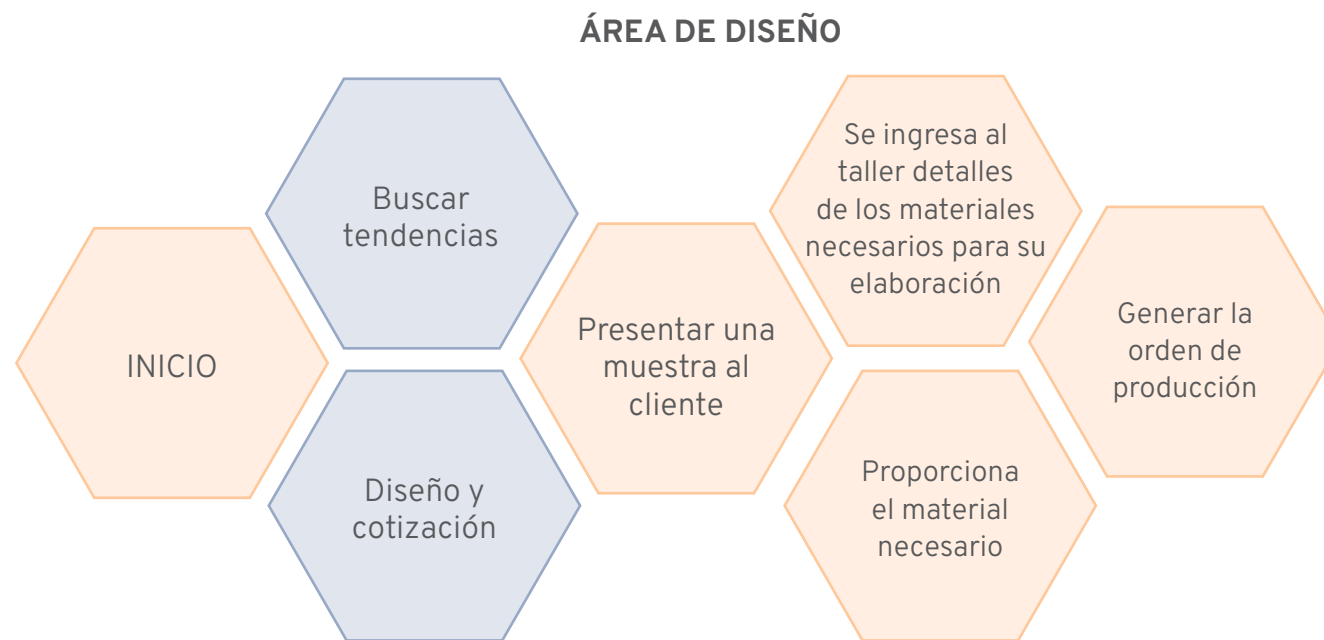 ÁREA DE DISEÑO
INICIO
Buscar
tendencias
Diseño y
cotización
Presentar una
muestra al
cliente
Se ingresa al
taller detalles
de los materiales
necesarios para su
elaboración
Proporciona
el material
necesario
Generar la
orden de
producción